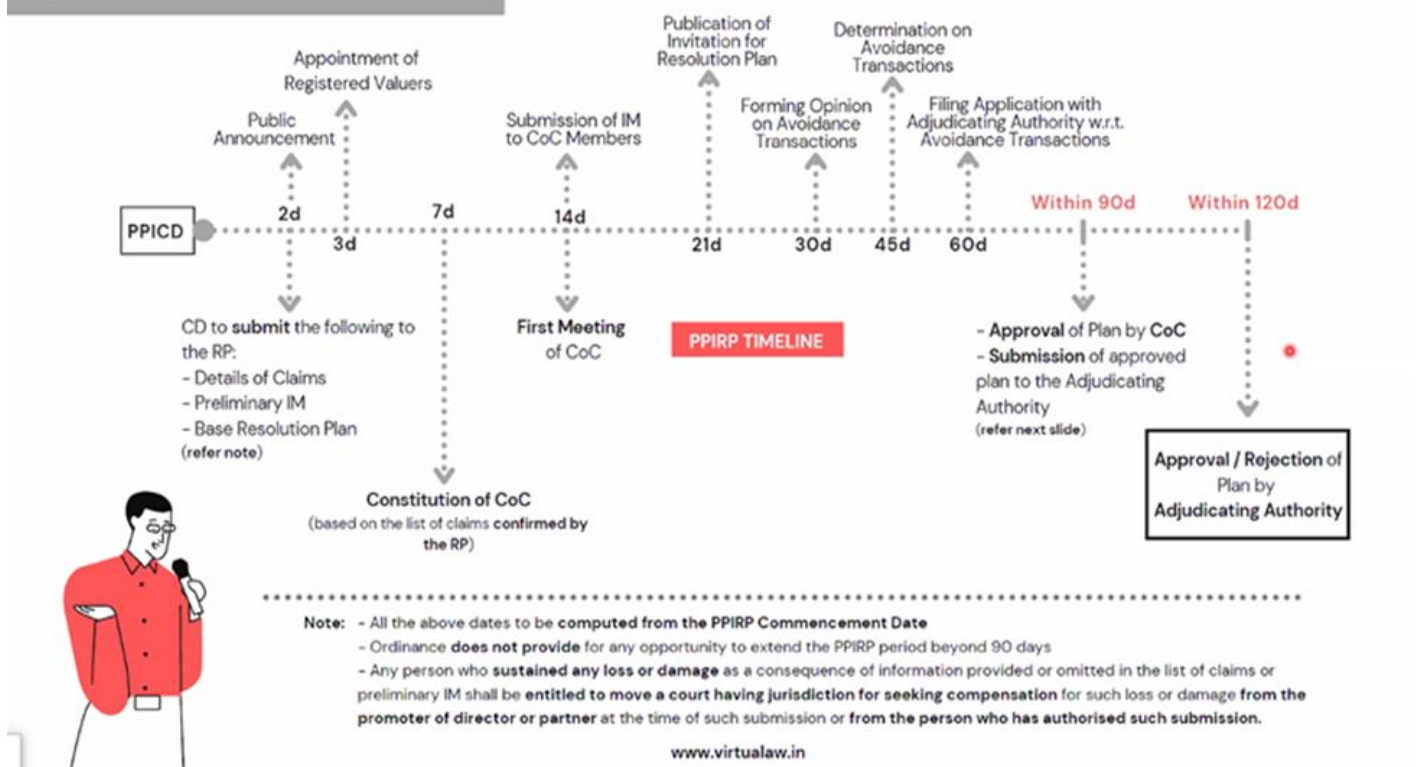 Publication of
Invitation for
Resolution Plan
Determination on
Avoidance
Transactions
Appointment of
Registered Valuers
Public
Announcement
Submission of IM
to CoC Members
Forming Opinion
on Avoidance
Transactions
Filing Application with
Adjudicating Authority w.r.t.
Avoidance Transactions
PPICD
2d
3d
7d
14d
21d
30d
45d
60d
Within 90d
Within 120d
CD to submit the following to
the RP:
- Details of Claims
- Preliminary IM
- Base Resolution Plan
(refer note)
First Meeting
of CoC
PPIRP TIMELINE
- Approval of Plan by CoC
- Submission of approved
plan to the Adjudicating
Authority
(refer next slide)
Approval / Rejection of
Plan by
Adjudicating Authority
Constitution of CoC
(based on the list of claims confirmed by
the RP)
Note: - All the above dates to be computed from the PPIRP Commencement Date
- Ordinance does not provide for any opportunity to extend the PPIRP period beyond 90 days
- Any person who sustained any loss or damage as a consequence of information provided or omitted in the list of claims or
preliminary IM shall be entitled to move a court having jurisdiction for seeking compensation for such loss or damage from the
promoter of director or partner at the time of such submission or from the person who has authorised such submission.
www.virtualaw.in